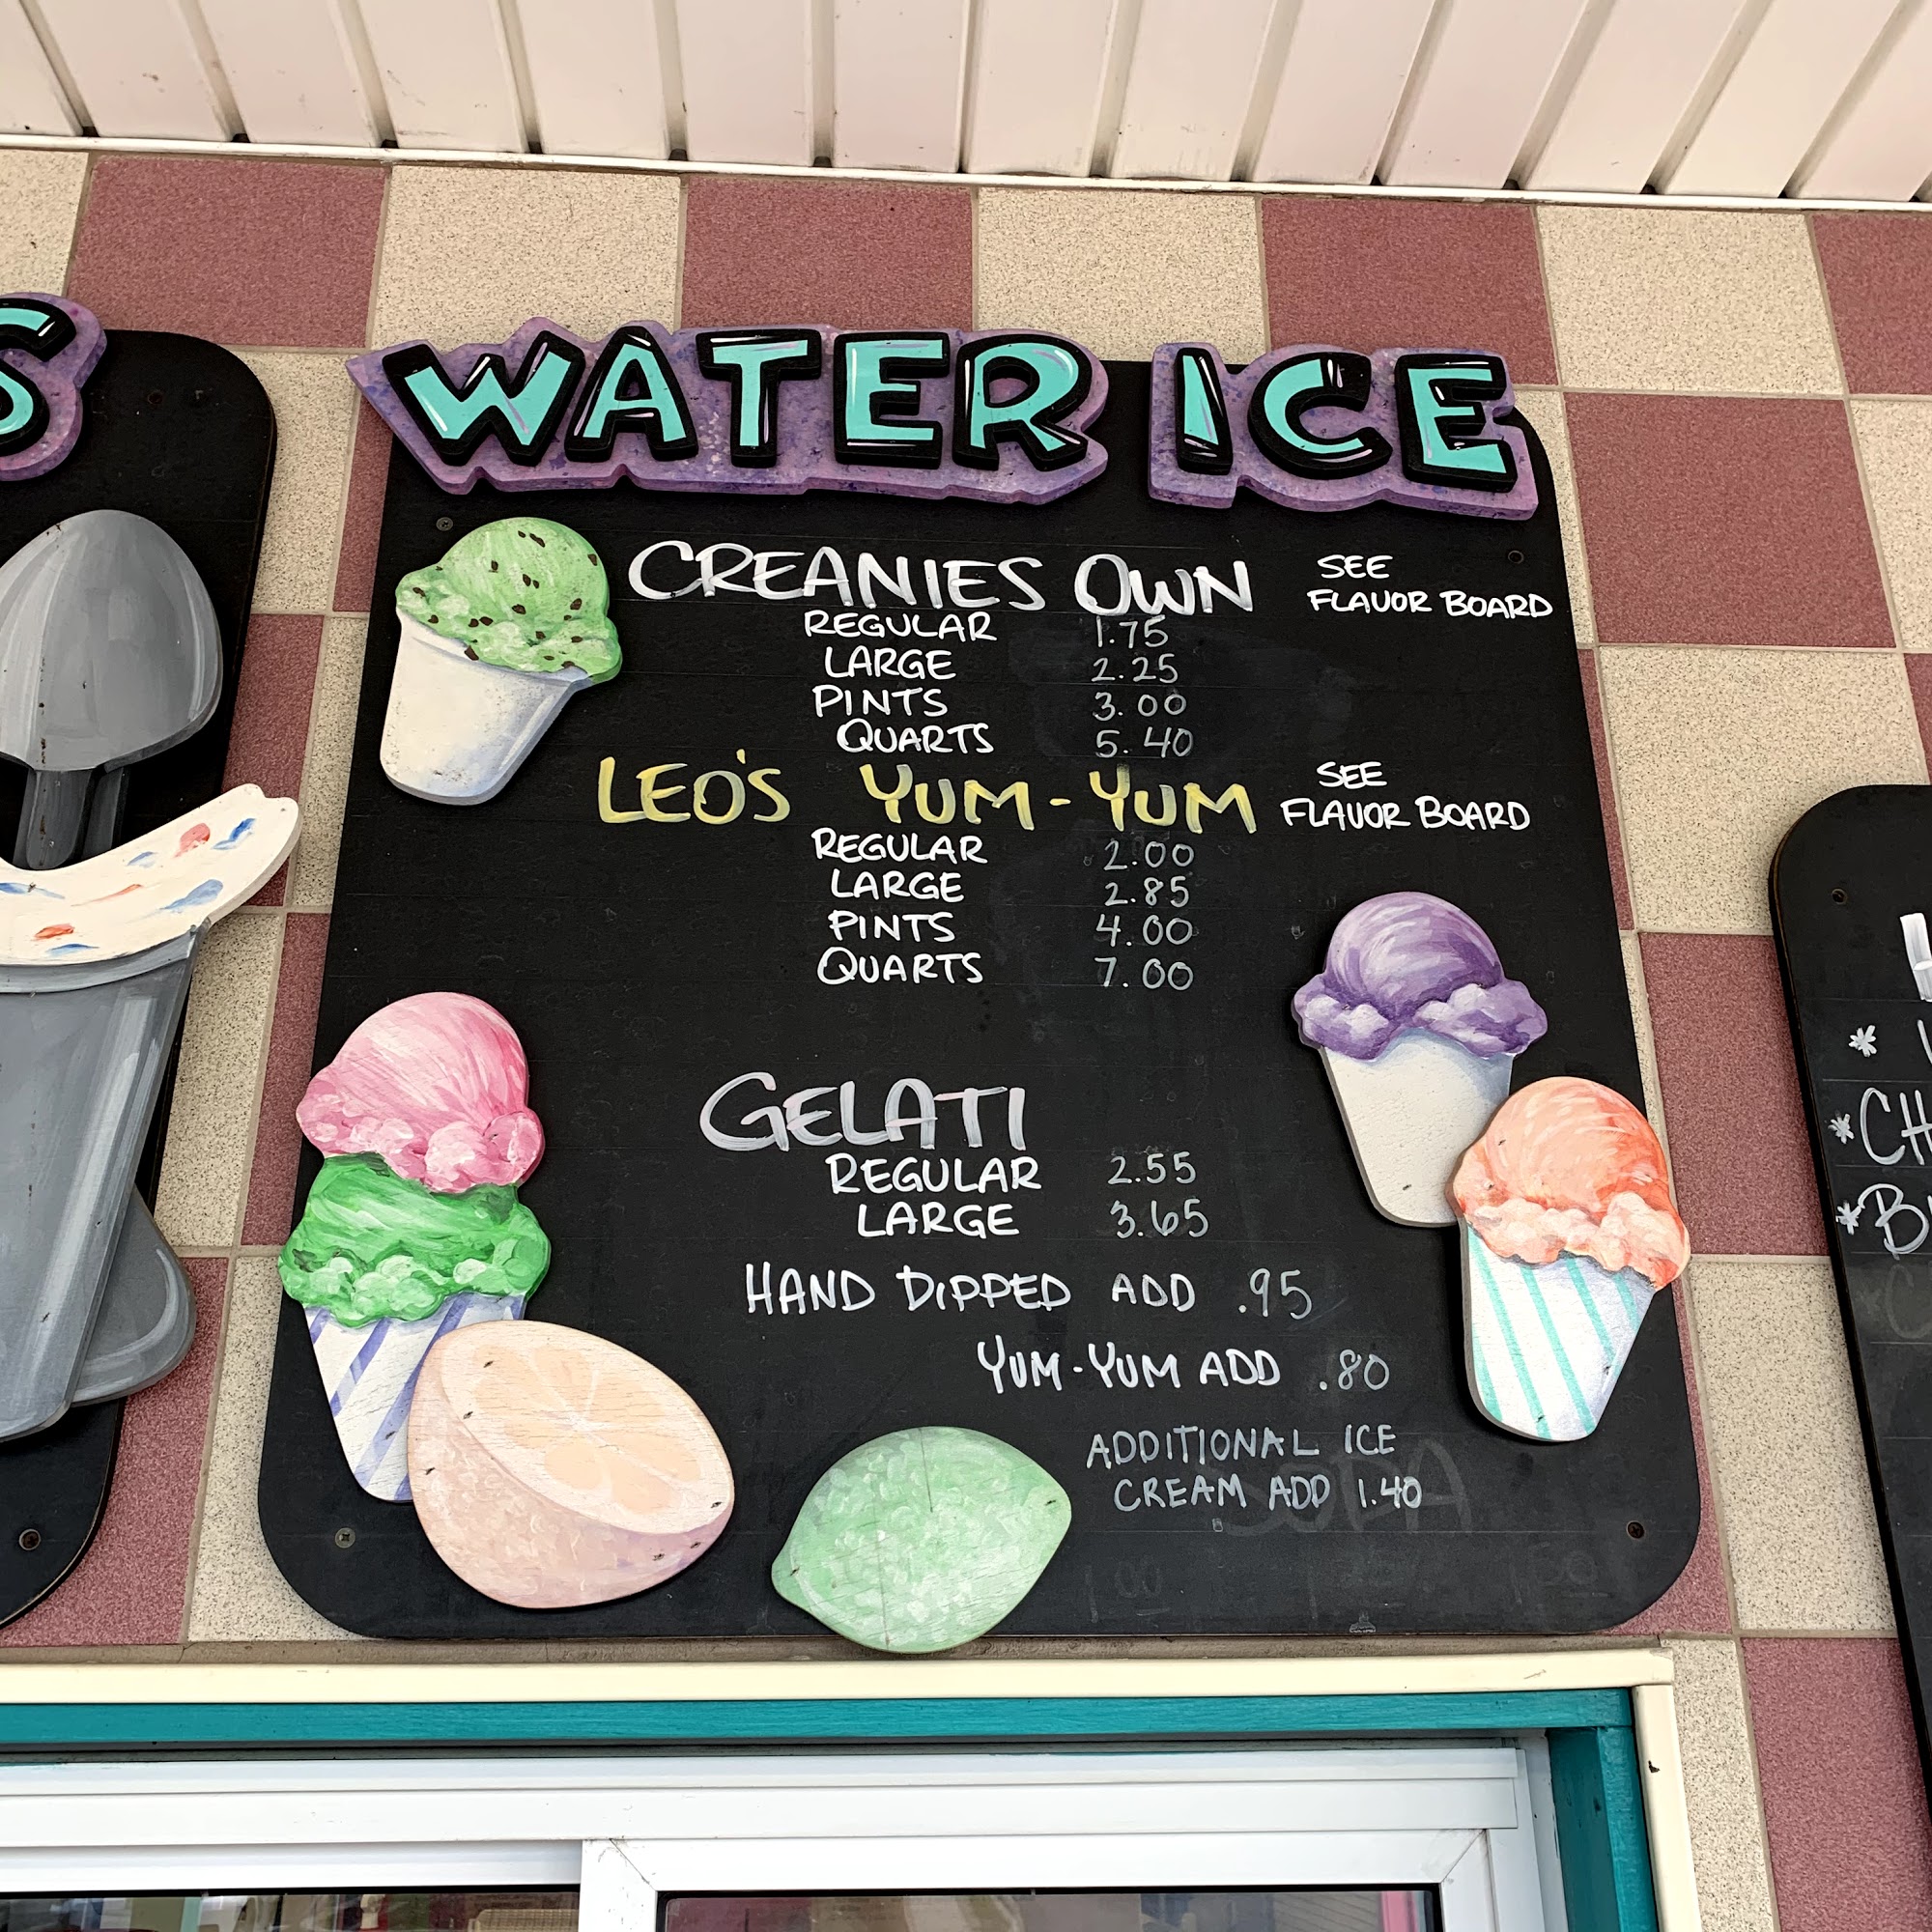 S
WATER ICE
CREANIES OWN SEE
FLAVOR BOARD
REGULAR 1.75
LARGE 2.25
PINTS 3.00
QUARTS 5.40
LEO'S YUM-YUM SEE
FLAVOR BOARD
REGULAR 2.00
LARGE 2.85
PINTS 4.00
QUARTS 7.00
GELATI
REGULAR 2.55
LARGE 3.65
HAND DIPPED ADD .95
YUM-YUM ADD .80
ADDITIONAL ICE
CREAM ADD 1.40
* CH
* B